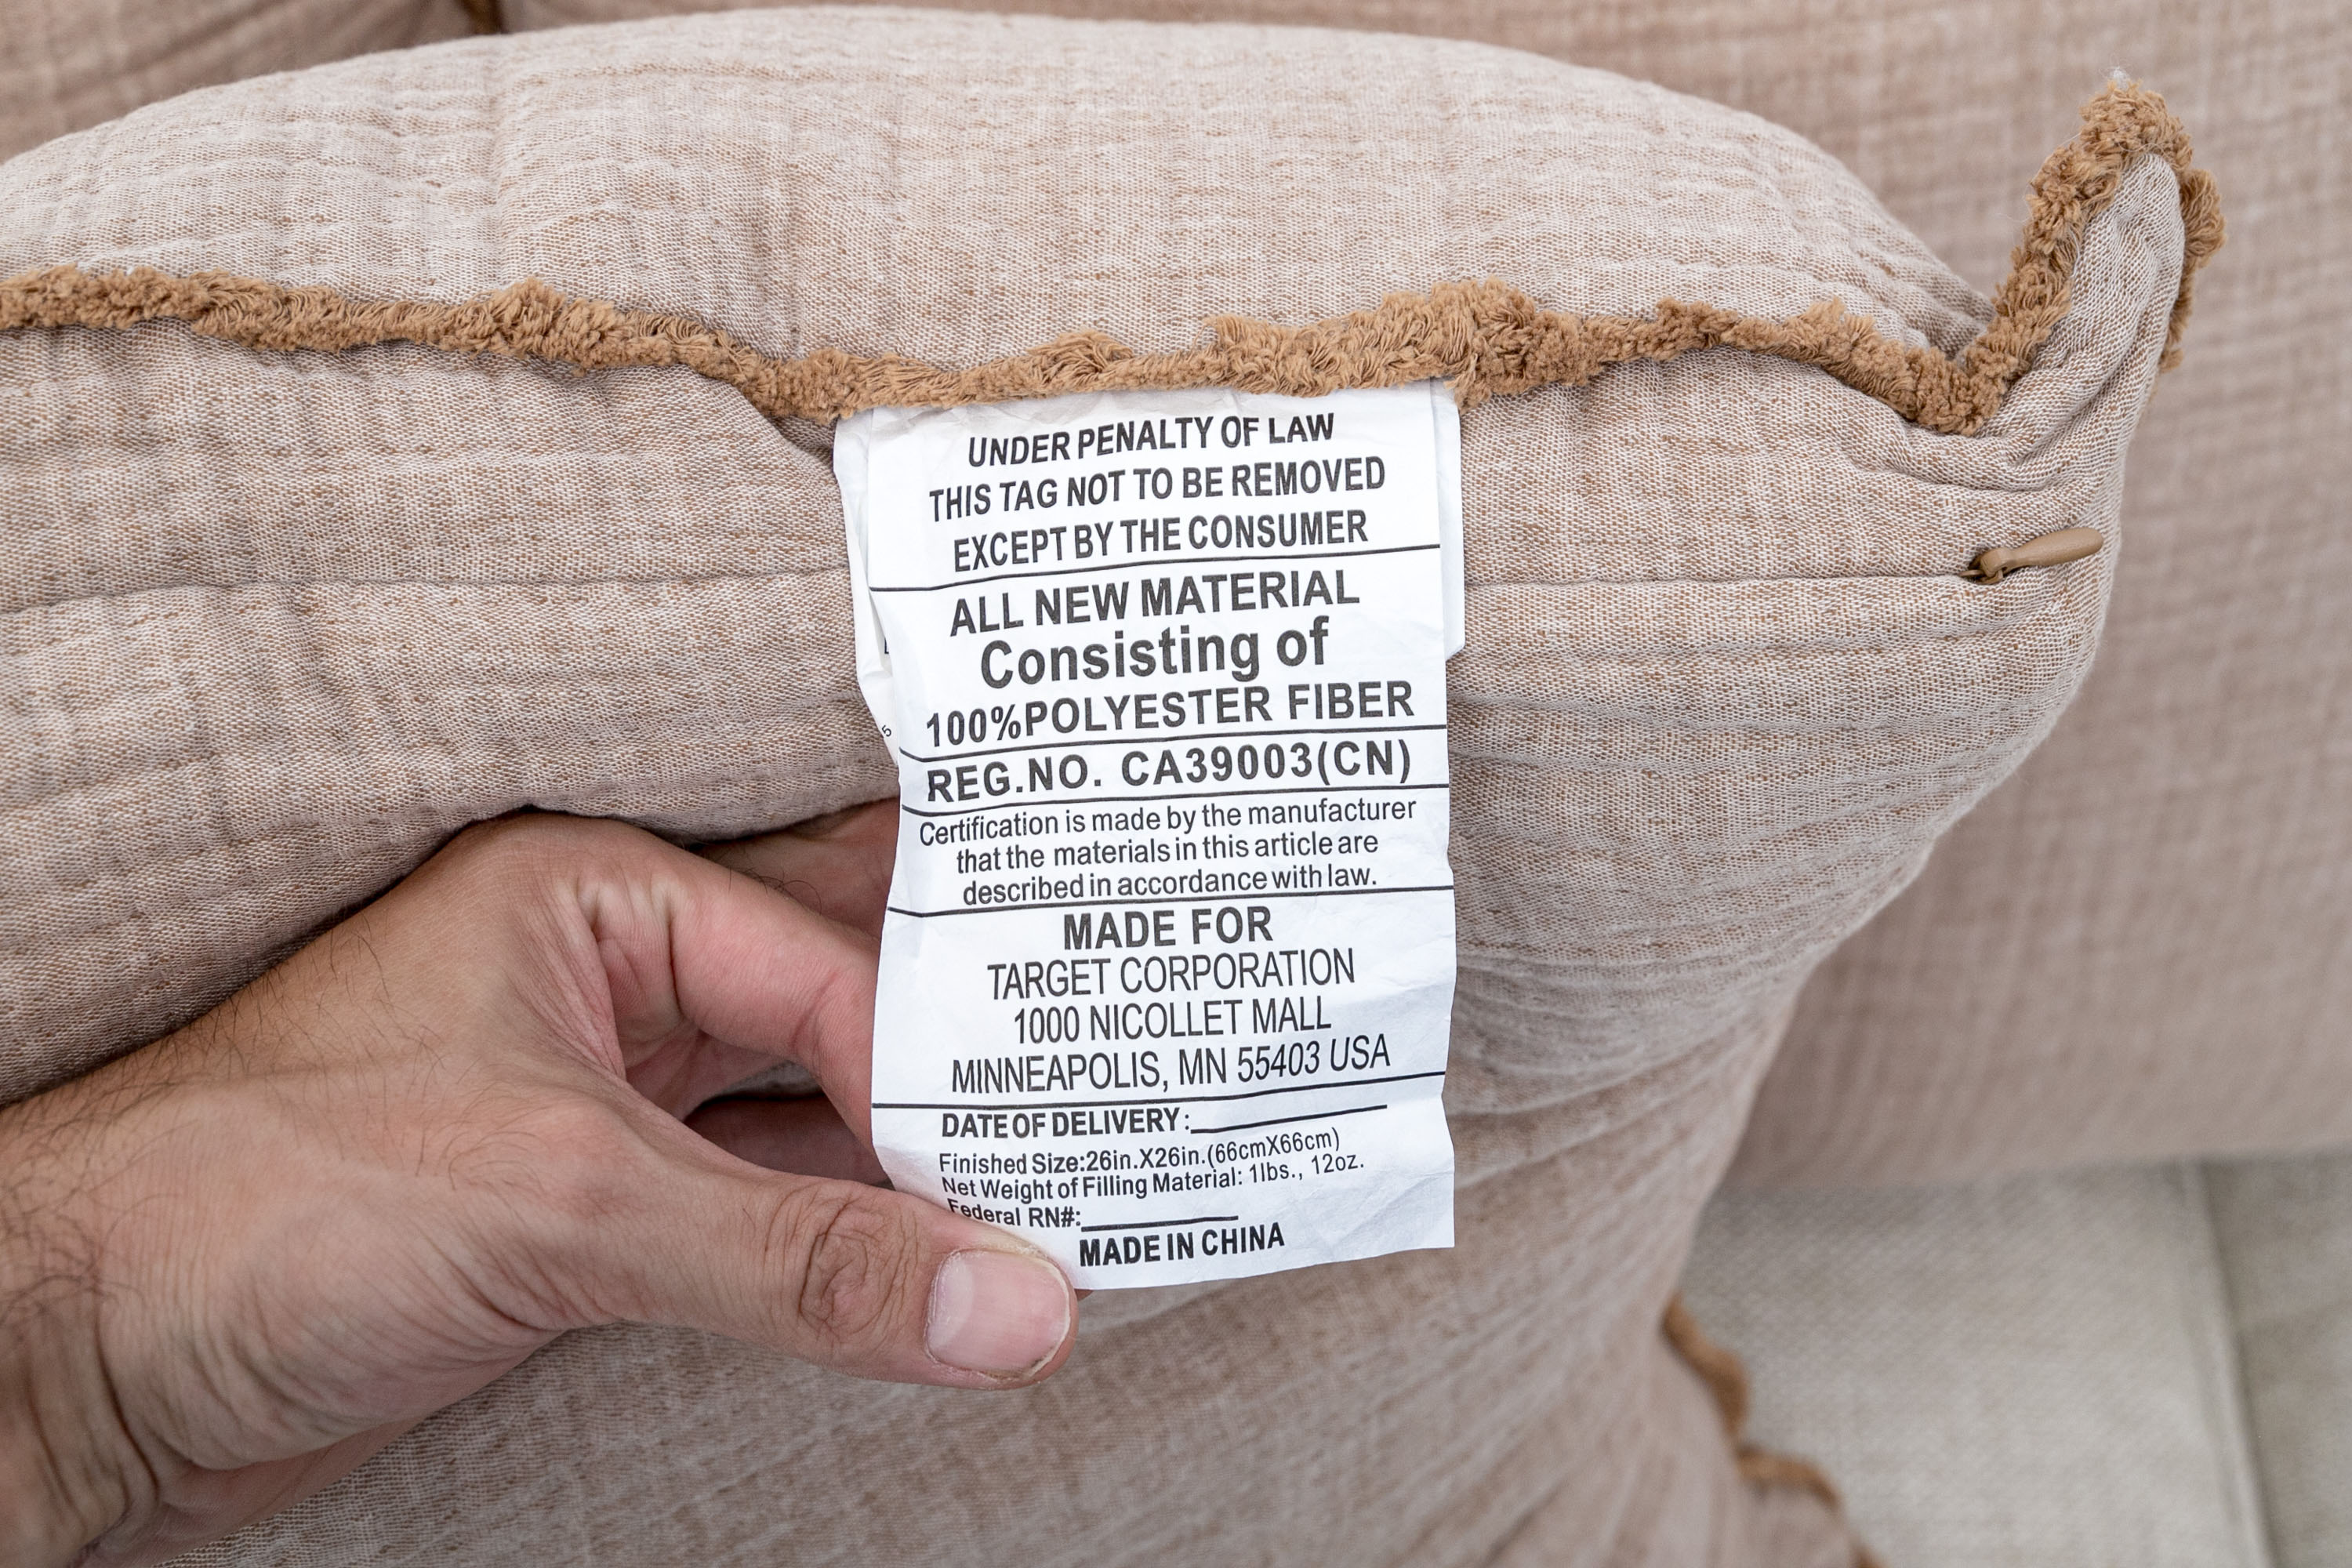 UNDER PENALTY OF LAW
THIS TAG NOT TO BE REMOVED
EXCEPT BY THE CONSUMER
ALL NEW MATERIAL
Consisting of
100%POLYESTER FIBER
REG.NO. CA39003(CN)
Certification is made by the manufacturer
that the materials in this article are
described in accordance with law.
MADE FOR
TARGET CORPORATION
1000 NICOLLET MALL
MINNEAPOLIS, MN 55403 USA
DATE OF DELIVERY:
Finished Size:26in.X26in.(66cmX66cm)
Net Weight of Filling Material: 1lbs., 12oz.
Federal RN#:
MADE IN CHINA